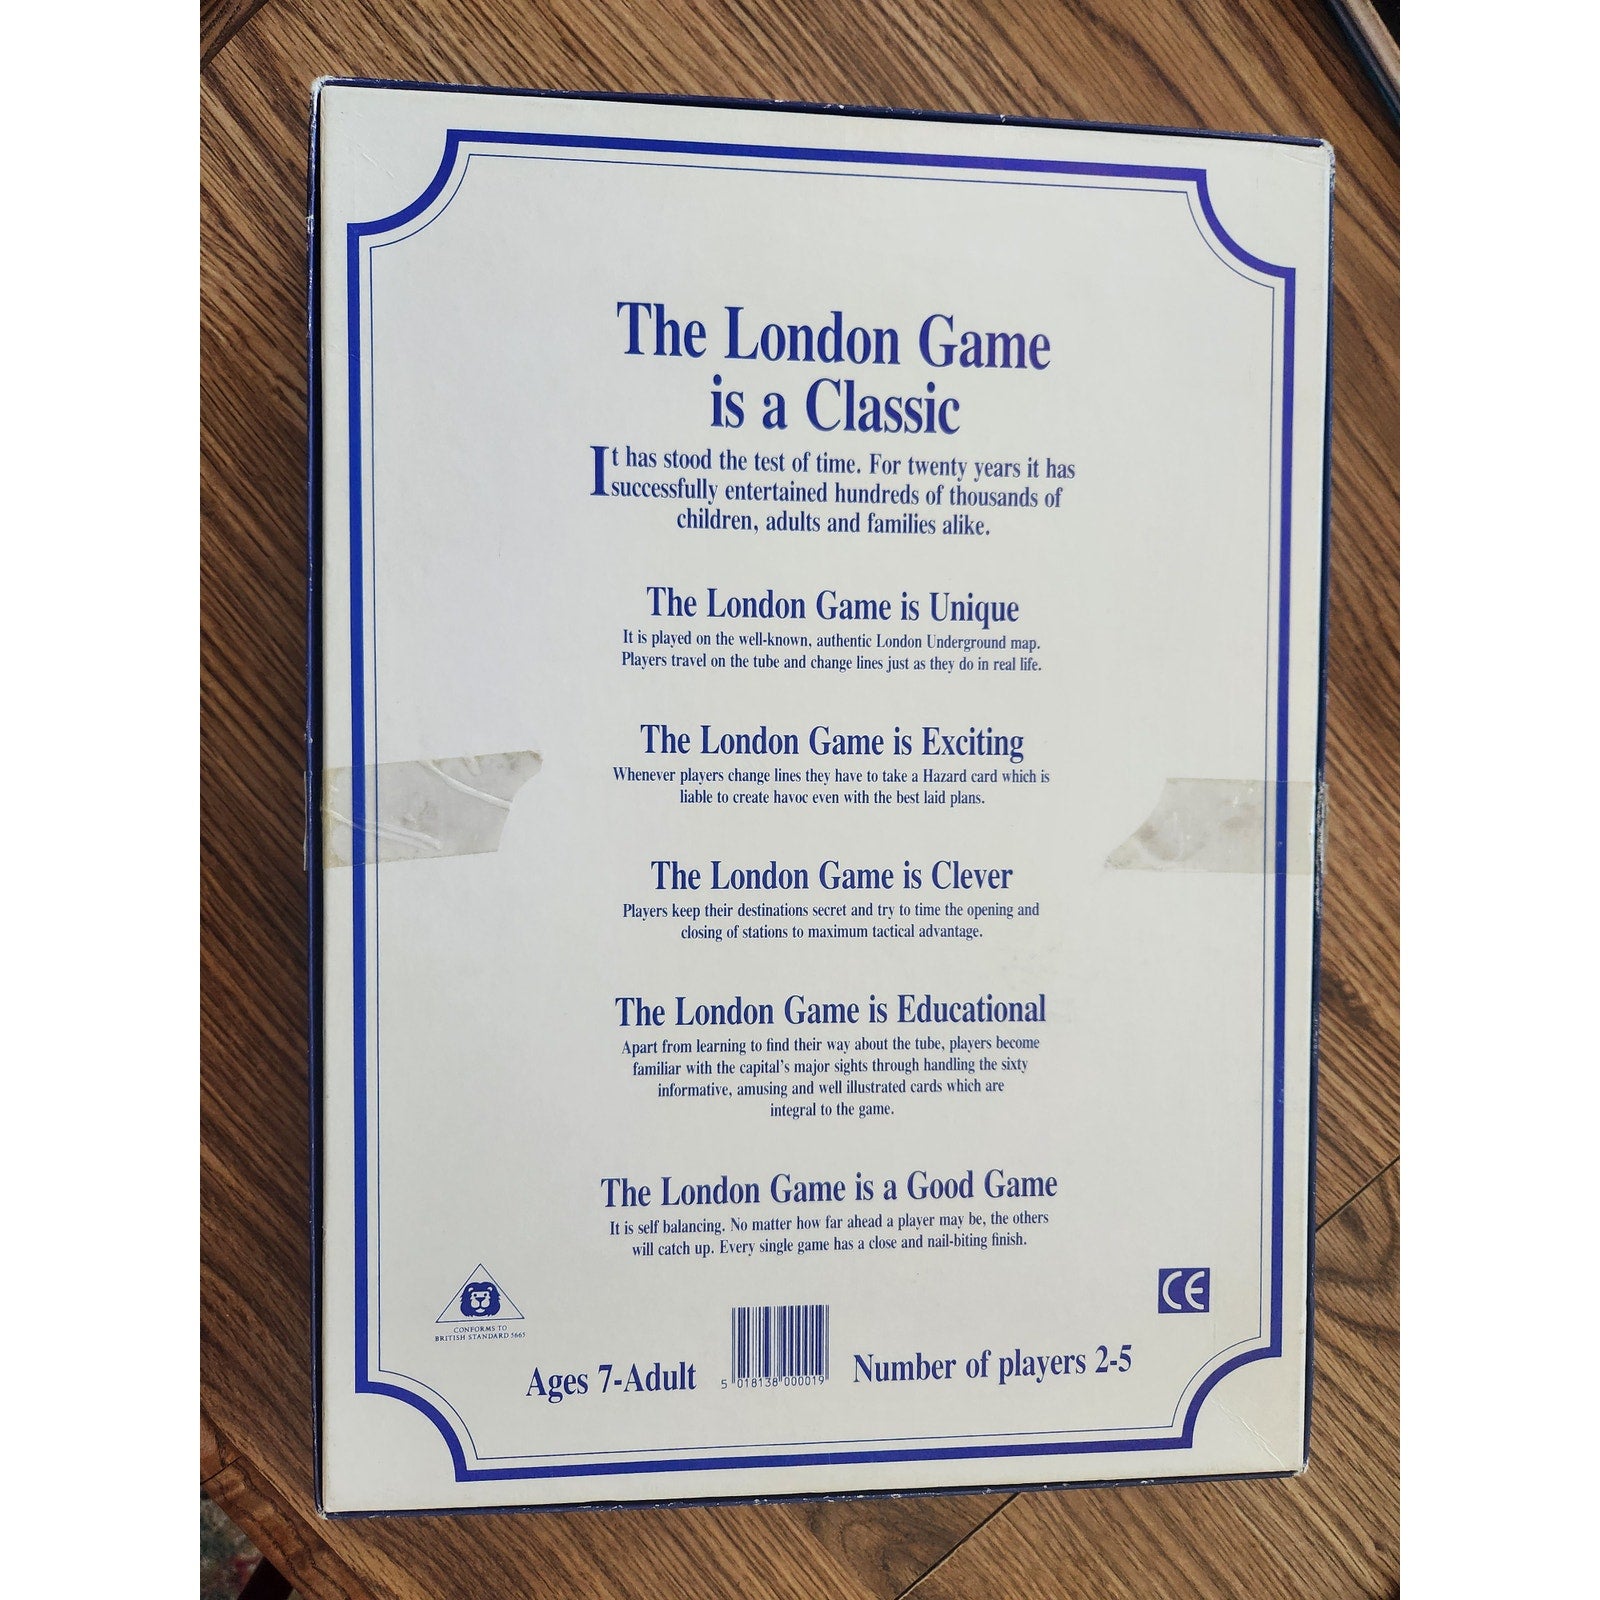 The London Game
is a Classic
It has stood the test of time. For twenty years it has
successfully entertained hundreds of thousands of
children, adults and families alike.
The London Game is Unique
It is played on the well-known, authentic London Underground map.
Players travel on the tube and change lines just as they do in real life.
The London Game is Exciting
Whenever players change lines they have to take a Hazard card which is
liable to create havoc even with the best laid plans.
The London Game is Clever
Players keep their destinations secret and try to time the opening and
closing of stations to maximum tactical advantage.
The London Game is Educational
Apart from learning to find their way about the tube, players become
familiar with the capital's major sights through handling the sixty
informative, amusing and well illustrated cards which are
integral to the game.
The London Game is a Good Game
It is self balancing. No matter how far ahead a player may be, the others
will catch up. Every single game has a close and nail-biting finish.
CONFORMS TO
BRITISH STANDARD 5665
CE
Ages 7-Adult
5 018138 000019
Number of players 2-5